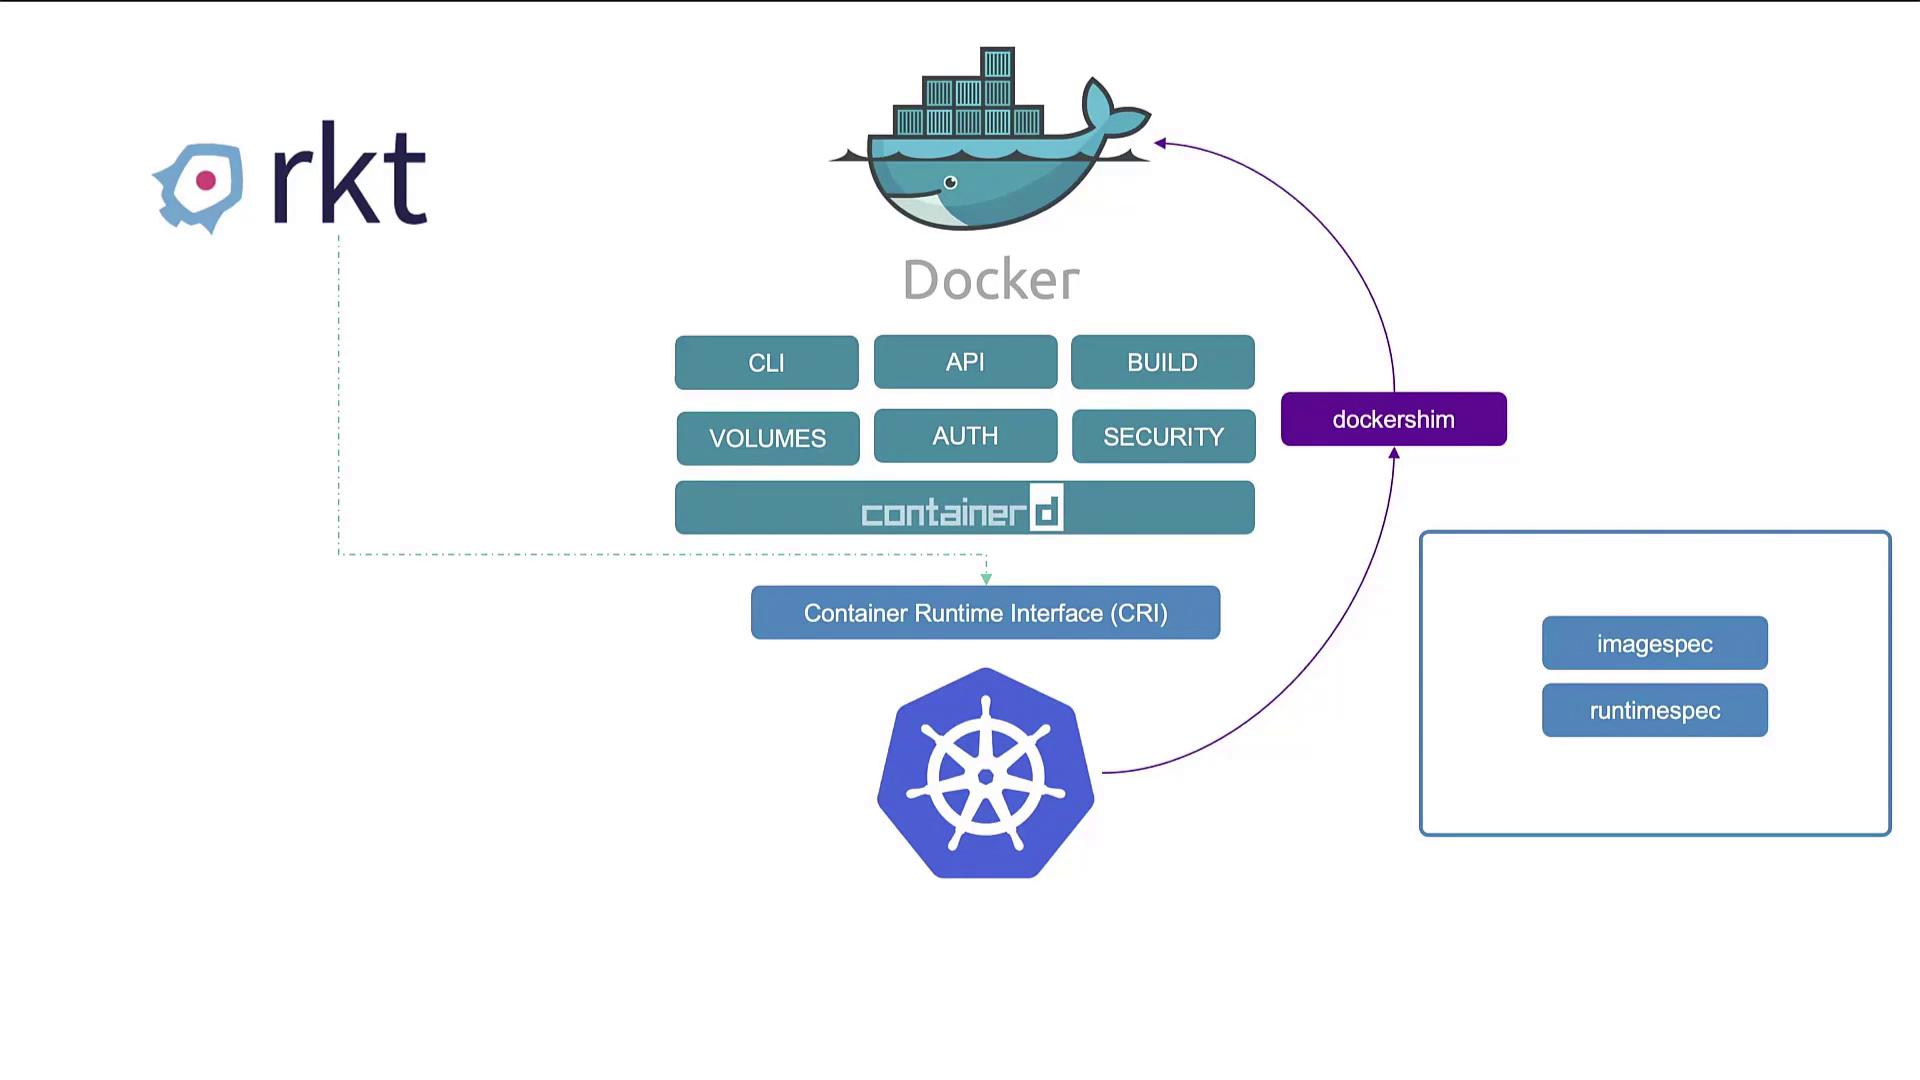 rkt
Docker
CLI
API
BUILD
VOLUMES
AUTH
SECURITY
containerd
dockershim
Container Runtime Interface (CRI)
imagespec
runtimespec